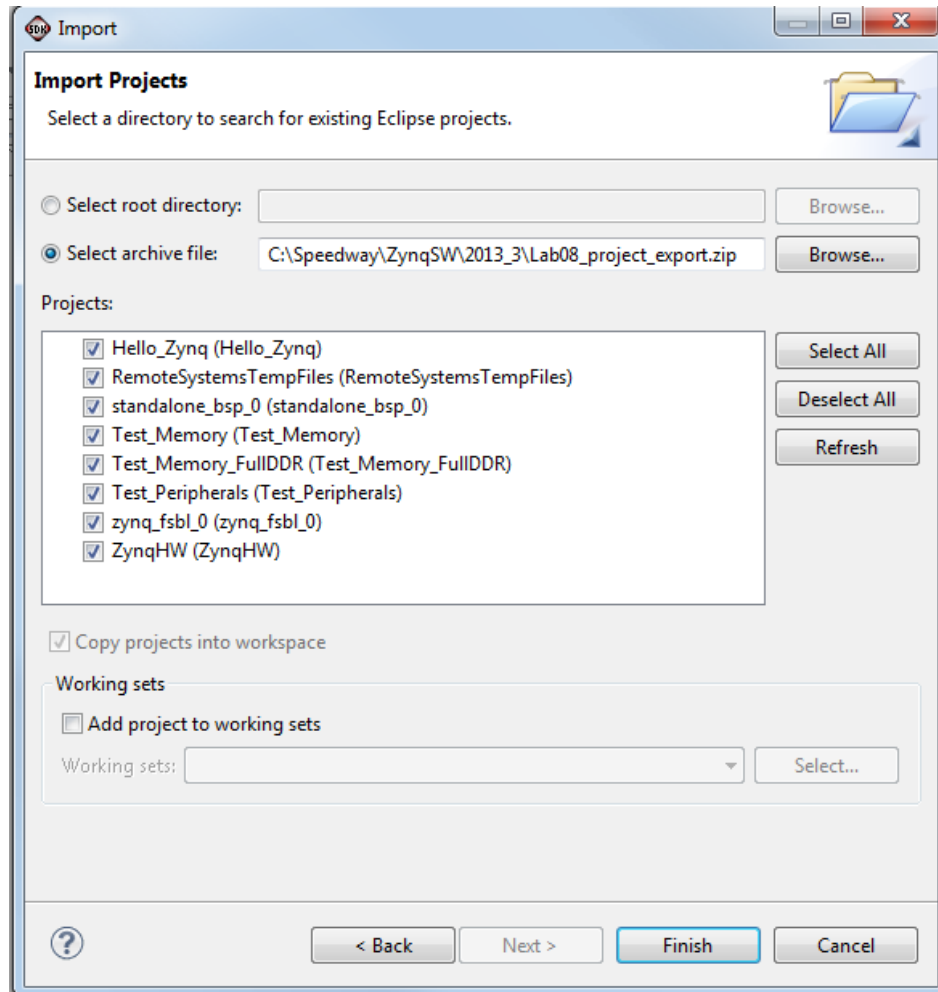 SDK Import
Import Projects
Select a directory to search for existing Eclipse projects.
Select root directory: Browse...
Select archive file: C:\Speedway\ZynqSW\2013_3\Lab08_project_export.zip Browse...
Projects:
Hello_Zynq (Hello_Zynq)
RemoteSystemsTempFiles (RemoteSystemsTempFiles)
standalone_bsp_0 (standalone_bsp_0)
Test_Memory (Test_Memory)
Test_Memory_FullDDR (Test_Memory_FullDDR)
Test_Peripherals (Test_Peripherals)
zynq_fsbl_0 (zynq_fsbl_0)
ZynqHW (ZynqHW)
Select All
Deselect All
Refresh
Copy projects into workspace
Working sets
Add project to working sets
Working sets: Select...
? < Back Next > Finish Cancel